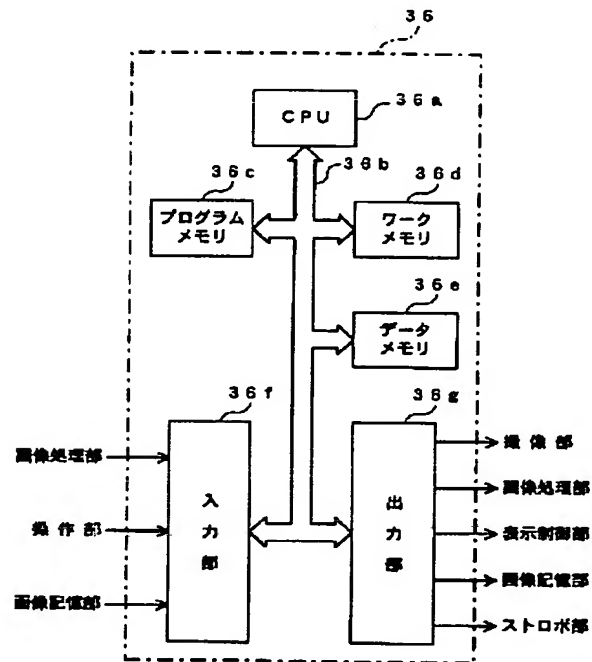 36
36a
CPU
36b
36c
36d
プログラム
メモリ
ワーク
メモリ
36e
データ
メモリ
36f
36g
画像処理部
操作部
画像記憶部
入力部
出力部
撮像部
画像処理部
表示制御部
画像記憶部
ストロボ部